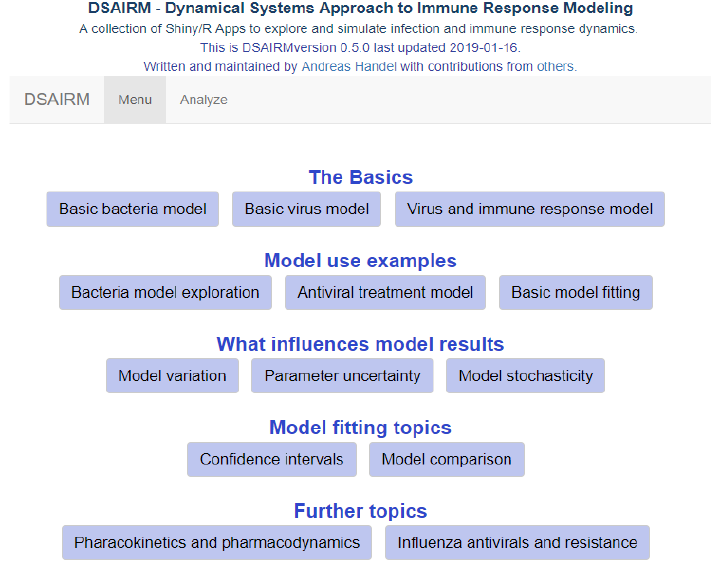 DSAIRM - Dynamical Systems Approach to Immune Response Modeling
A collection of Shiny/R Apps to explore and simulate infection and immune response dynamics.
This is DSAIRMversion 0.5.0 last updated 2019-01-16.
Written and maintained by Andreas Handel with contributions from others.
DSAIRM Menu Analyze
The Basics
Basic bacteria model Basic virus model Virus and immune response model
Model use examples
Bacteria model exploration Antiviral treatment model Basic model fitting
What influences model results
Model variation Parameter uncertainty Model stochasticity
Model fitting topics
Confidence intervals Model comparison
Further topics
Pharacokinetics and pharmacodynamics Influenza antivirals and resistance